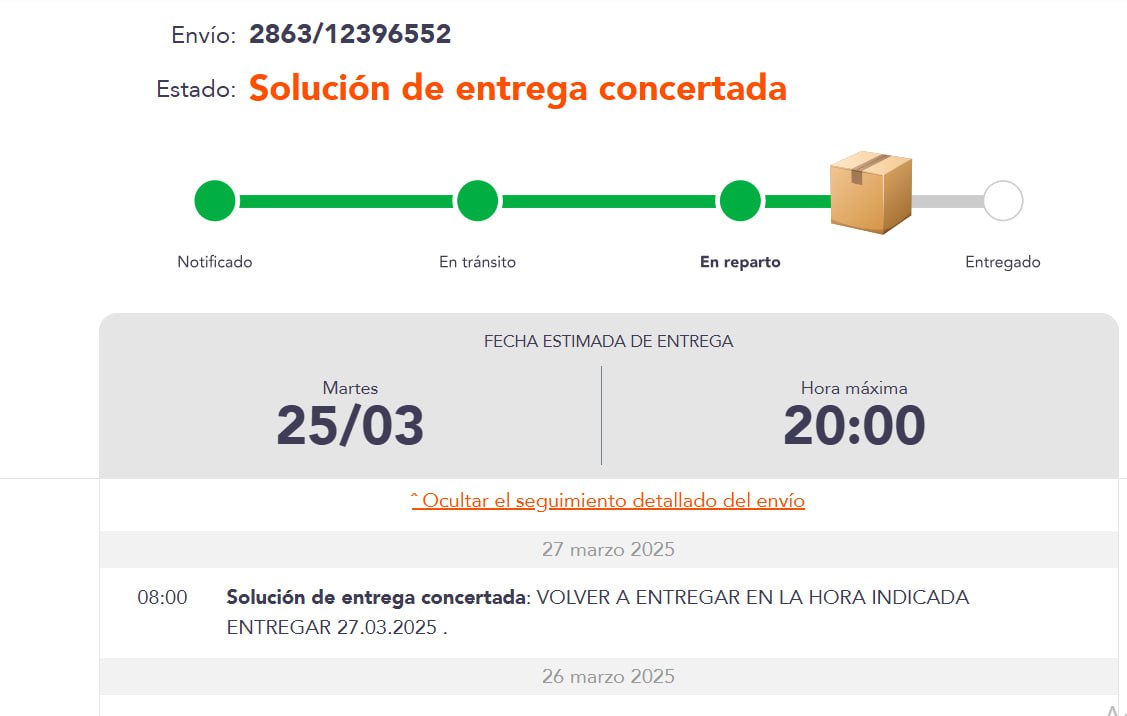 Envío: 2863/12396552
Estado: Solución de entrega concertada
Notificado En tránsito En reparto Entregado
FECHA ESTIMADA DE ENTREGA
Martes Hora máxima
25/03 20:00
ˆ Ocultar el seguimiento detallado del envío
27 marzo 2025
08:00 Solución de entrega concertada: VOLVER A ENTREGAR EN LA HORA INDICADA
ENTREGAR 27.03.2025 .
26 marzo 2025